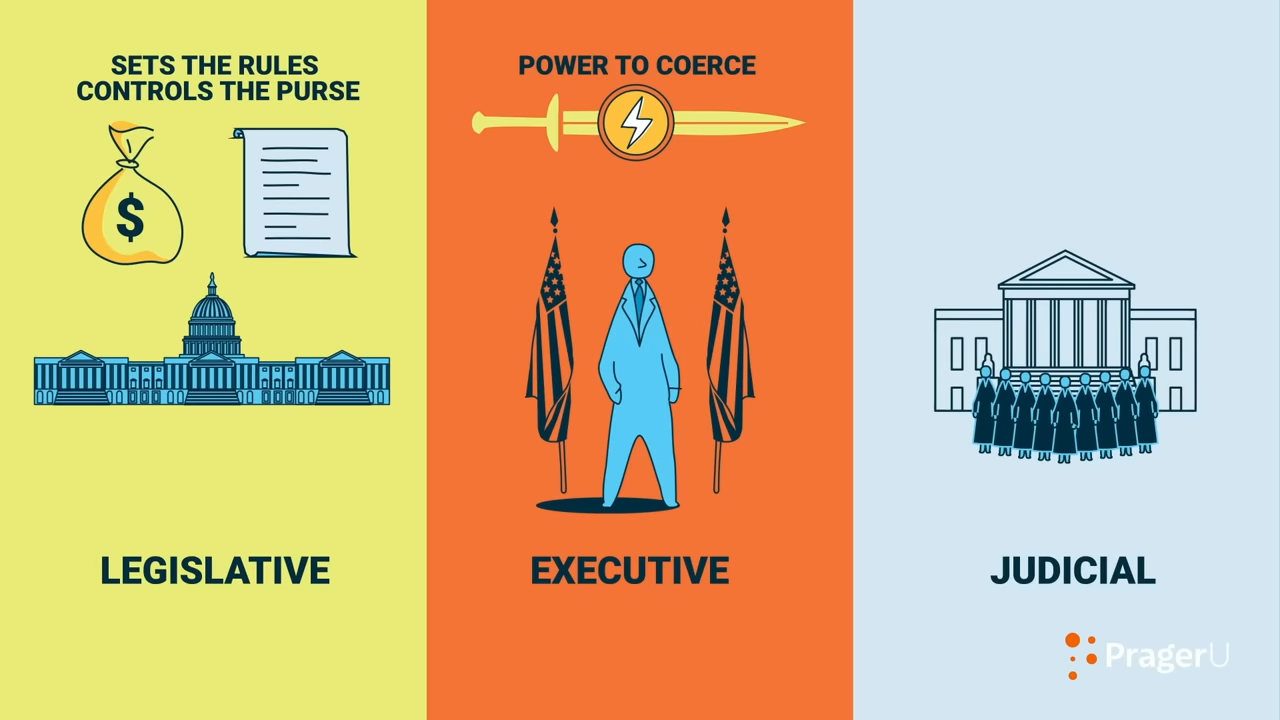 SETS THE RULES
CONTROLS THE PURSE
$
LEGISLATIVE
POWER TO COERCE
EXECUTIVE
JUDICIAL
PragerU